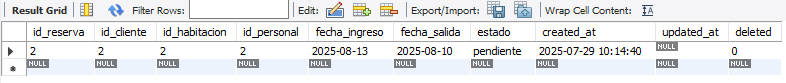 Result Grid Filter Rows: Edit: Export/Import: Wrap Cell Content: IA
id_reserva id_cliente id_habitacion id_personal fecha_ingreso fecha_salida estado created_at updated_at deleted
2 2 2 2 2025-08-13 2025-08-10 pendiente 2025-07-29 10:14:40 NULL 0
NULL NULL NULL NULL NULL NULL NULL NULL NULL NULL